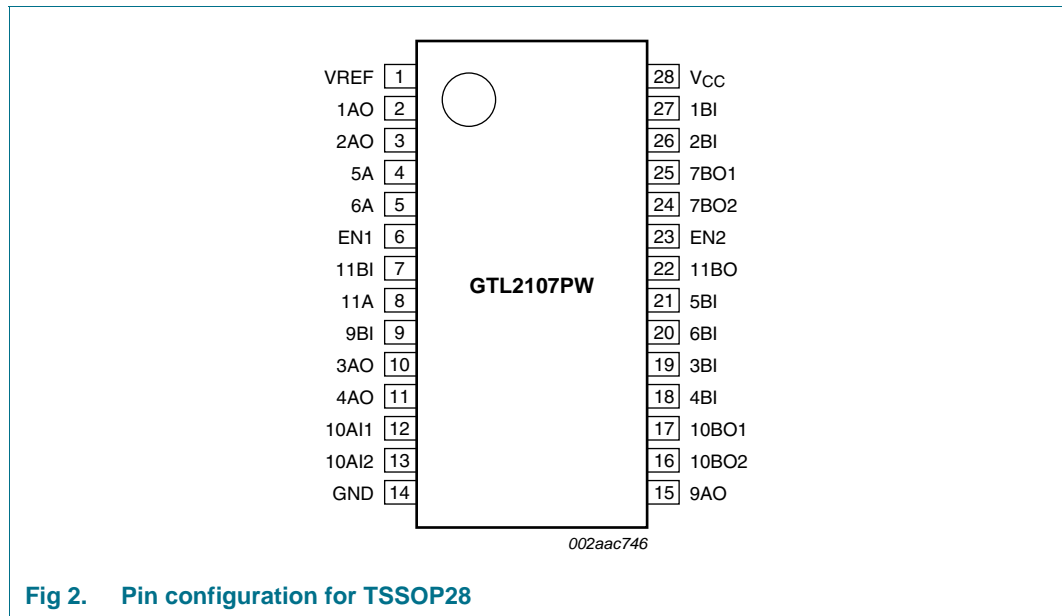 VREF 1 28 VCC
1AO 2 27 1BI
2AO 3 26 2BI
5A 4 25 7BO1
6A 5 24 7BO2
EN1 6 23 EN2
11BI 7 22 11BO
GTL2107PW
11A 8 21 5BI
9BI 9 20 6BI
3AO 10 19 3BI
4AO 11 18 4BI
10AI1 12 17 10BO1
10AI2 13 16 10BO2
GND 14 15 9AO
002aac746
Fig 2. Pin configuration for TSSOP28